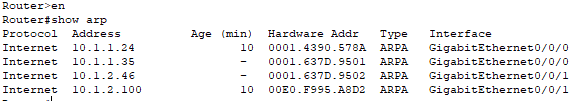 Router>en
Router#show arp
Protocol Address Age (min) Hardware Addr Type Interface
Internet 10.1.1.24 10 0001.4390.578A ARPA GigabitEthernet0/0/0
Internet 10.1.1.35 - 0001.637D.9501 ARPA GigabitEthernet0/0/0
Internet 10.1.2.46 - 0001.637D.9502 ARPA GigabitEthernet0/0/1
Internet 10.1.2.100 10 00E0.F995.A8D2 ARPA GigabitEthernet0/0/1